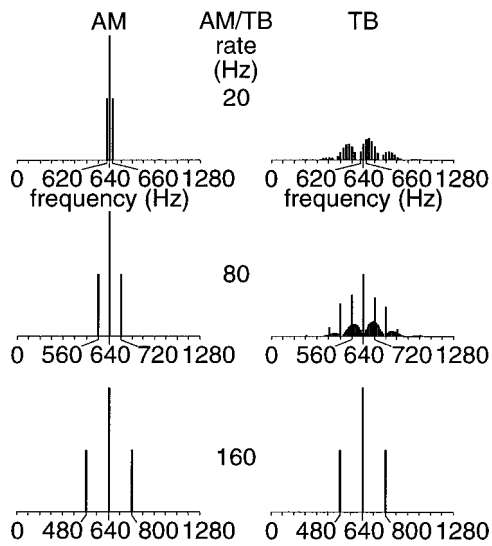 AM AM/TB TB
rate
(Hz)
20
0 620 640 660 1280 0 620 640 660 1280
frequency (Hz) frequency (Hz)
80
0 560 640 720 1280 0 560 640 720 1280
160
0 480 640 800 1280 0 480 640 800 1280